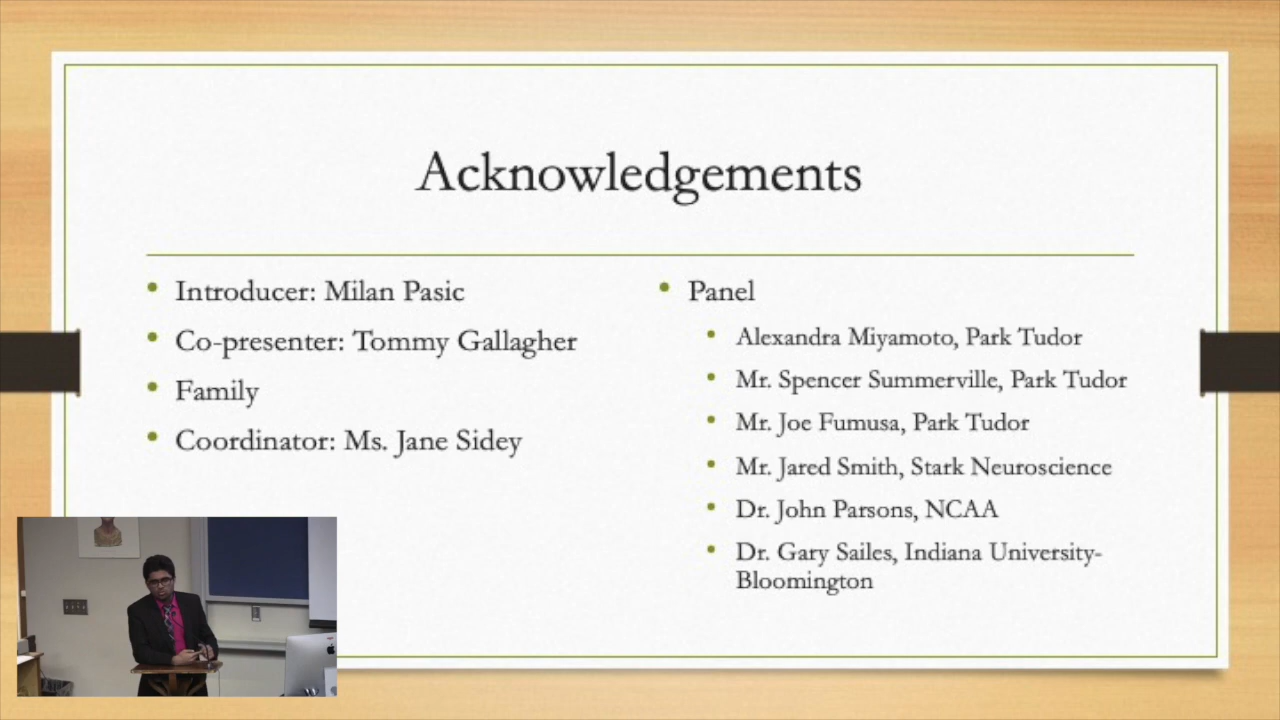 Acknowledgements
Introducer: Milan Pasic
Co-presenter: Tommy Gallagher
Family
Coordinator: Ms. Jane Sidey
Panel
Alexandra Miyamoto, Park Tudor
Mr. Spencer Summerville, Park Tudor
Mr. Joe Fumusa, Park Tudor
Mr. Jared Smith, Stark Neuroscience
Dr. John Parsons, NCAA
Dr. Gary Sailes, Indiana University-
Bloomington